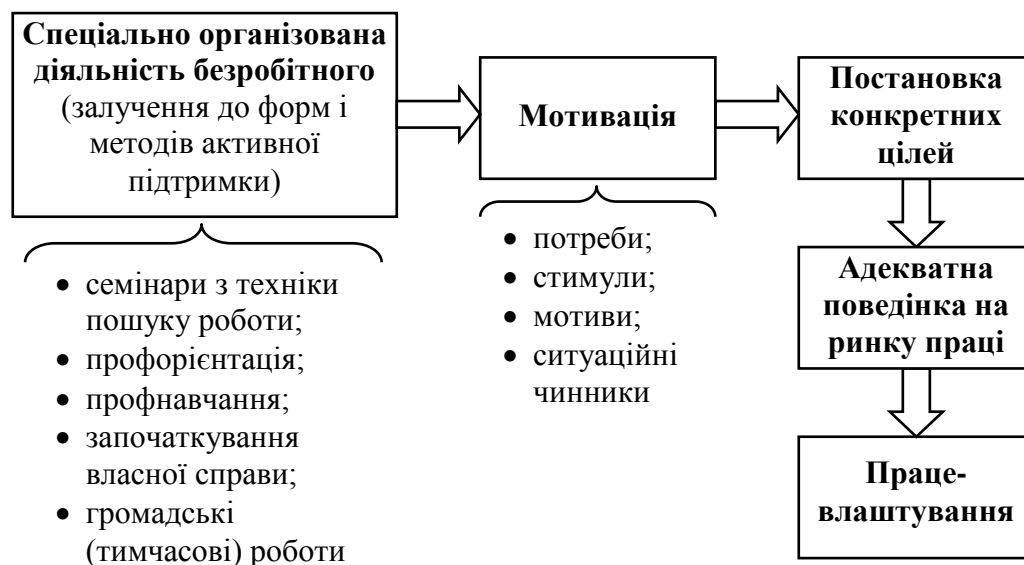 Спеціально організована
діяльність безробітного
(залучення до форм і
методів активної
підтримки)
• семінари з техніки
пошуку роботи;
• профорієнтація;
• профнавчання;
• започаткування
власної справи;
• громадські
(тимчасові) роботи
Мотивація
• потреби;
• стимули;
• мотиви;
• ситуаційні
чинники
Постановка
конкретних
цілей
Адекватна
поведінка на
ринку праці
Праце-
влаштування